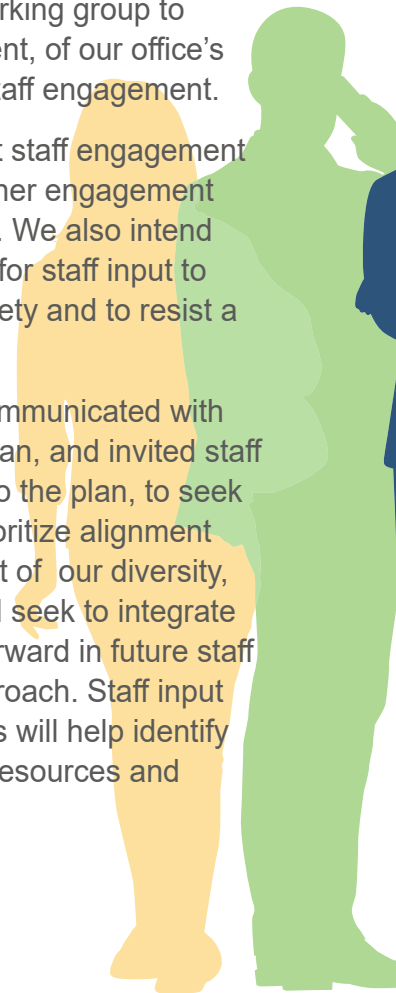 rking group to
ent, of our office's
taff engagement.
t staff engagement
her engagement
. We also intend
for staff input to
ety and to resist a
mmunicated with
an, and invited staff
o the plan, to seek
oritize alignment
t of  our diversity,
l seek to integrate
rward in future staff
roach. Staff input
s will help identify
esources and